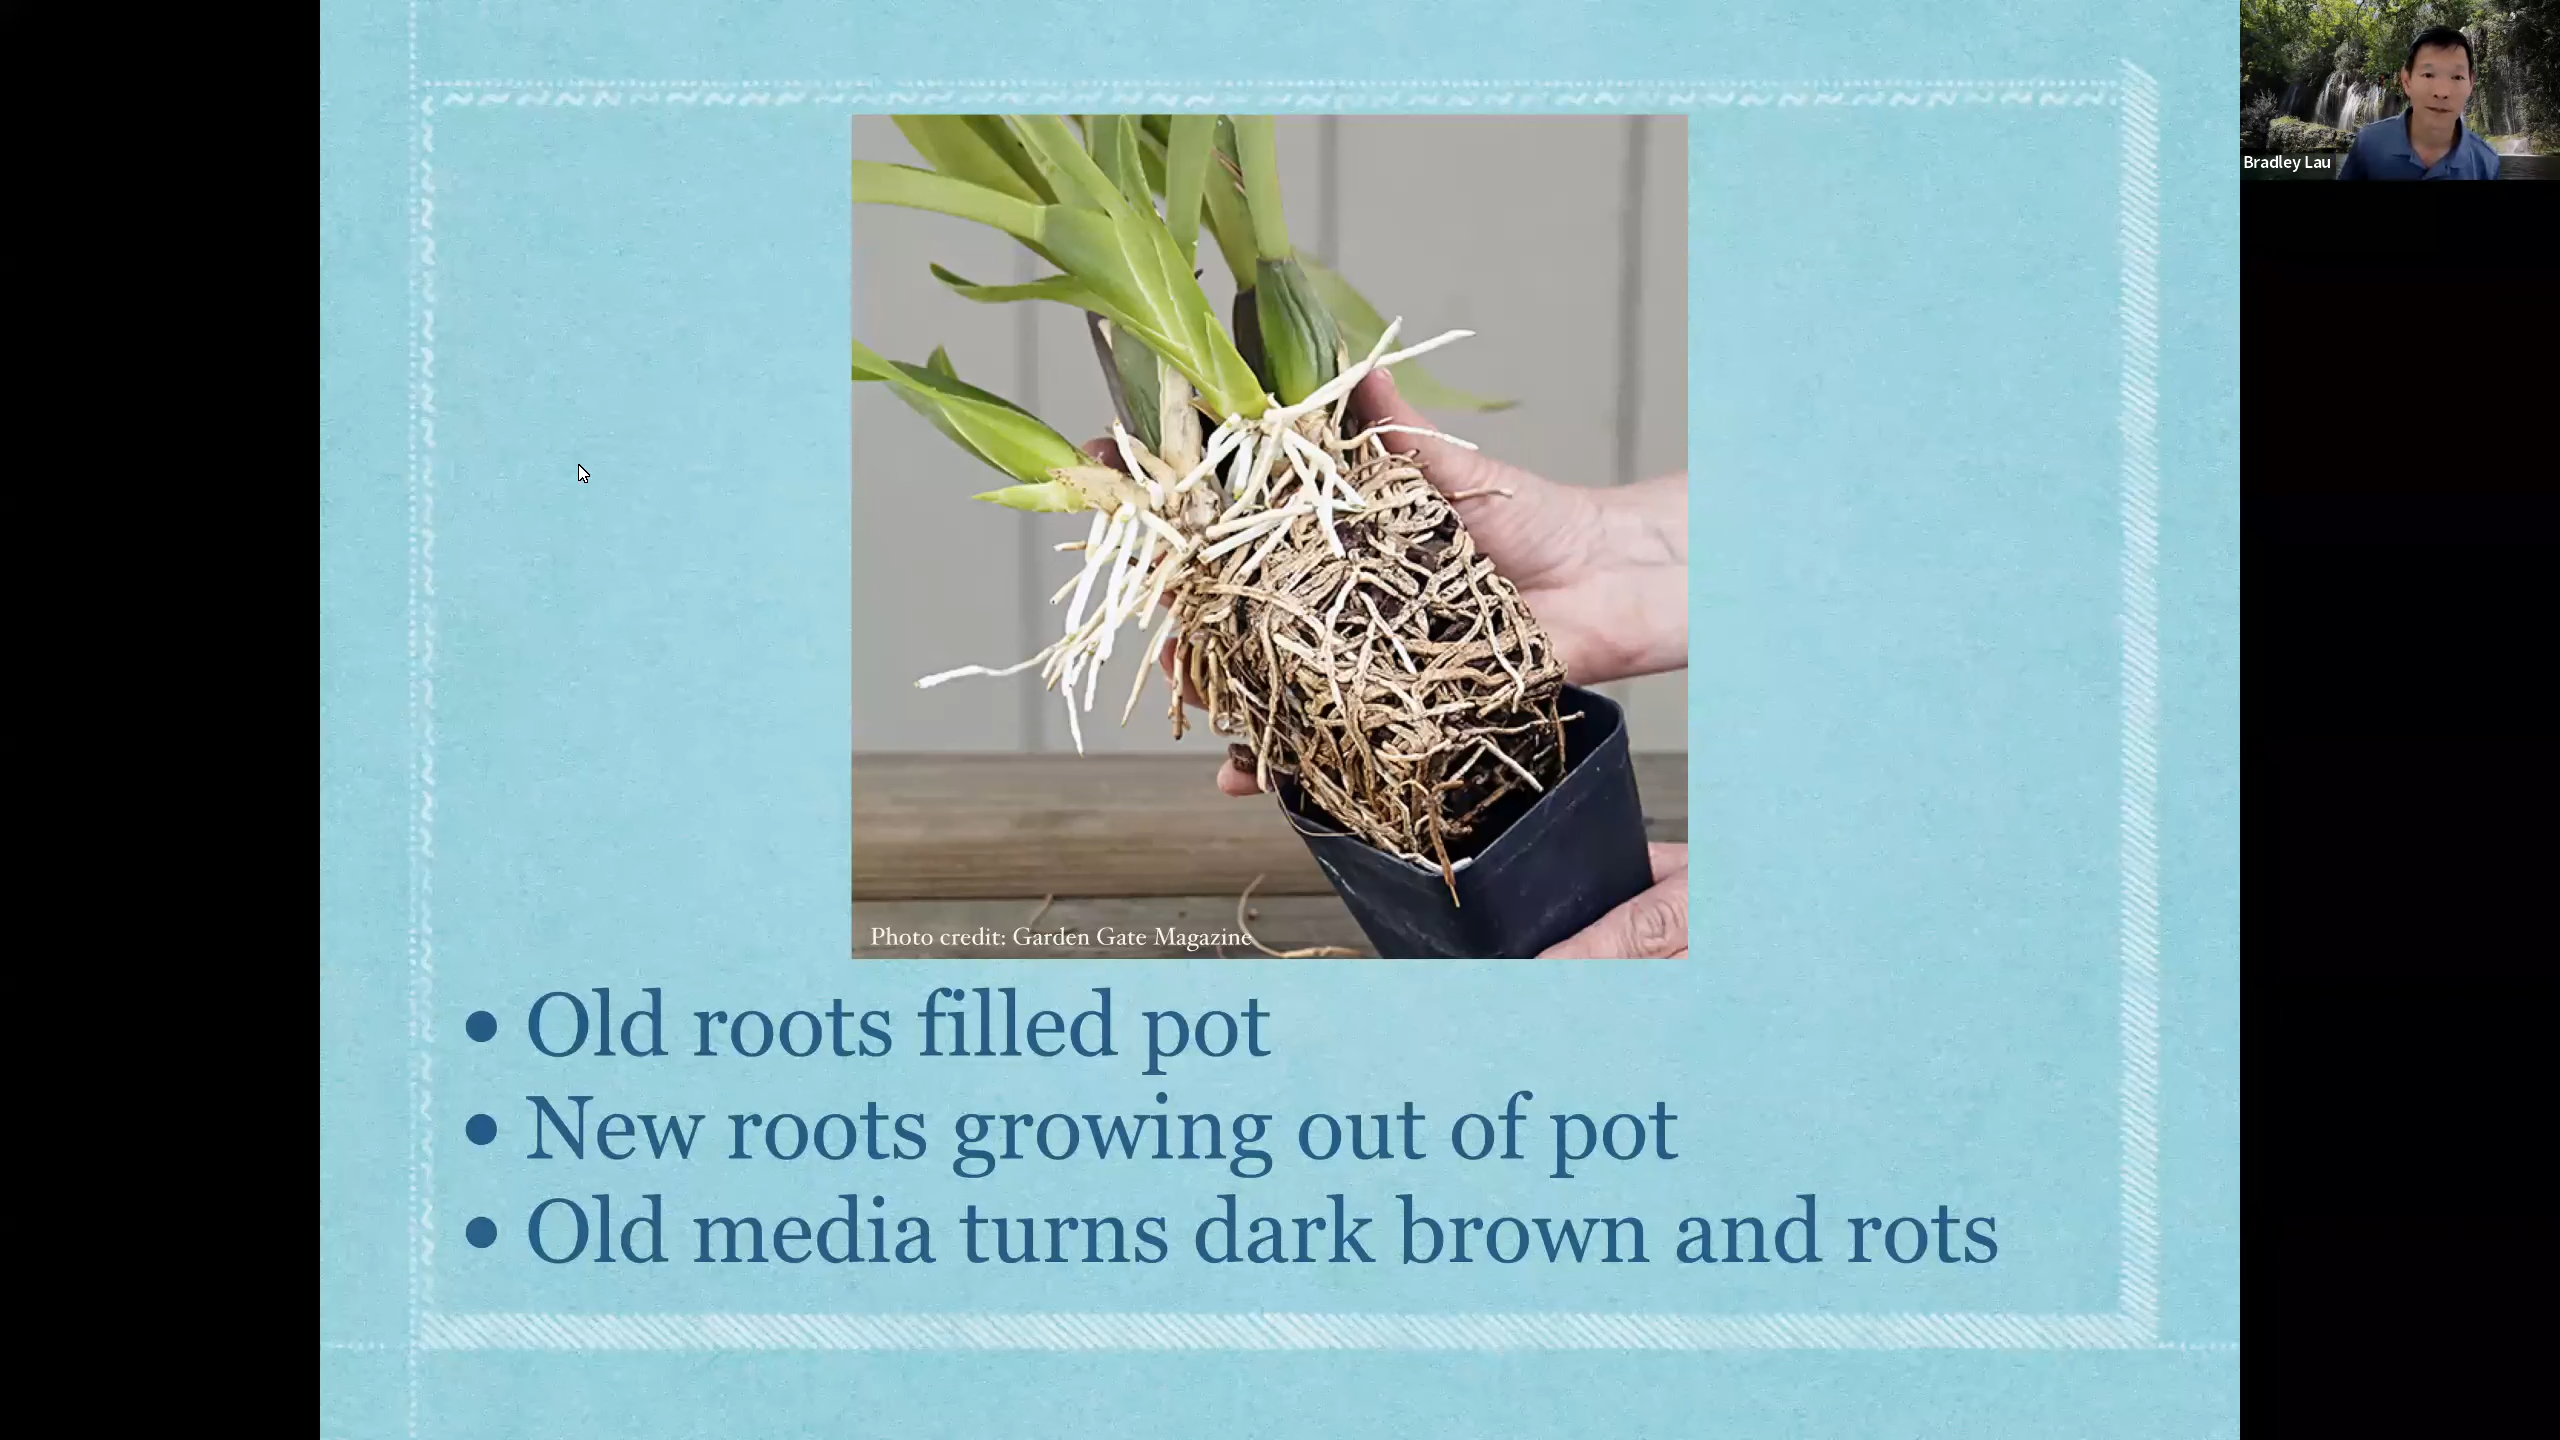 Bradley Lau
Photo credit: Garden Gate Magazine
• Old roots filled pot
• New roots growing out of pot
• Old media turns dark brown and rots